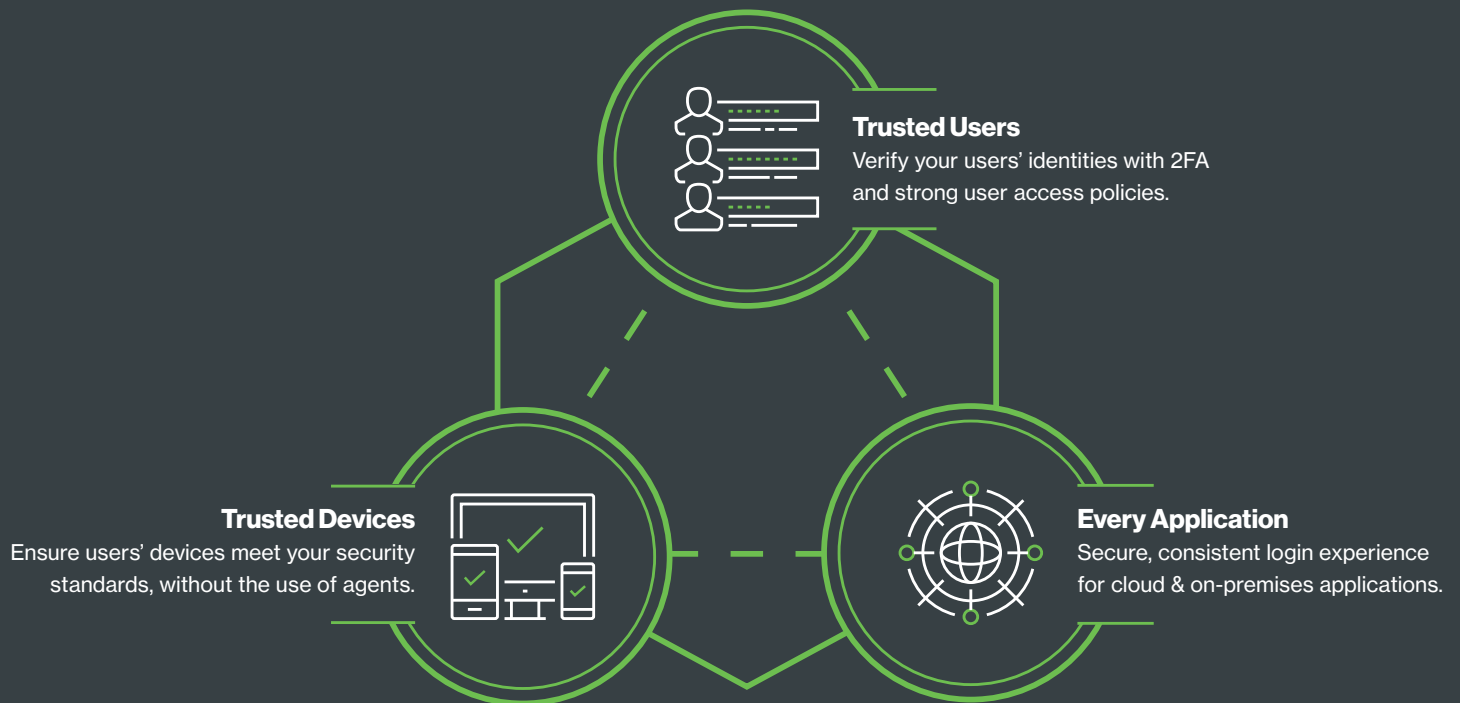 Trusted Users
Verify your users’ identities with 2FA
and strong user access policies.
Trusted Devices
Ensure users’ devices meet your security
standards, without the use of agents.
Every Application
Secure, consistent login experience
for cloud & on-premises applications.